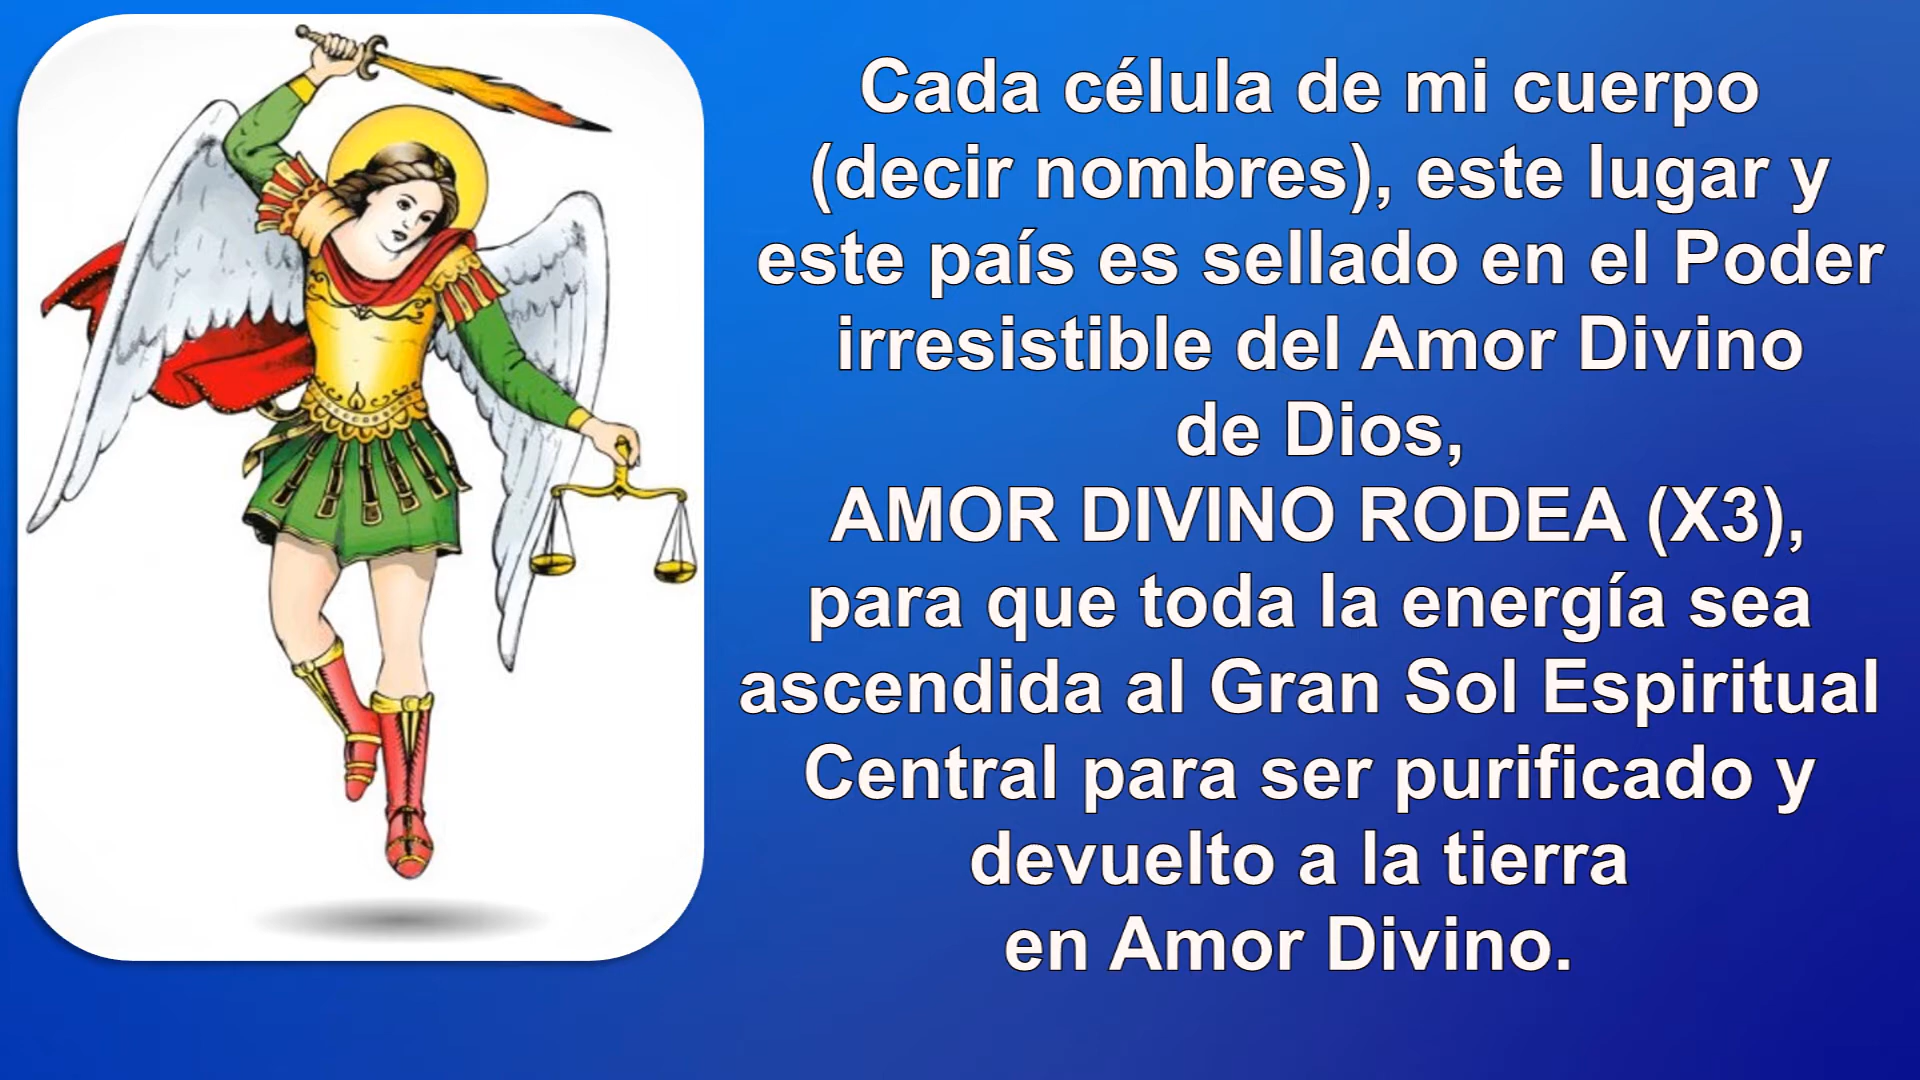 Cada célula de mi cuerpo
(decir nombres), este lugar y
este país es sellado en el Poder
irresistible del Amor Divino
de Dios,
AMOR DIVINO RODEA (X3),
para que toda la energía sea
ascendida al Gran Sol Espiritual
Central para ser purificado y
devuelto a la tierra
en Amor Divino.